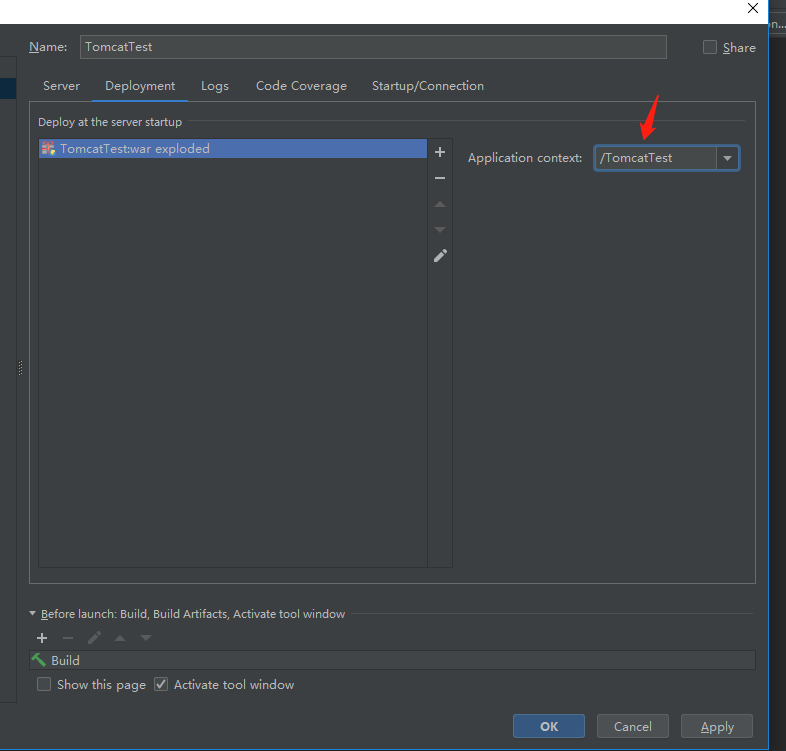 n...
Name: TomcatTest Share
Server Deployment Logs Code Coverage Startup/Connection
Deploy at the server startup
TomcatTest:war exploded
Application context: /TomcatTest
Before launch: Build, Build Artifacts, Activate tool window
Build
Show this page Activate tool window
OK Cancel Apply